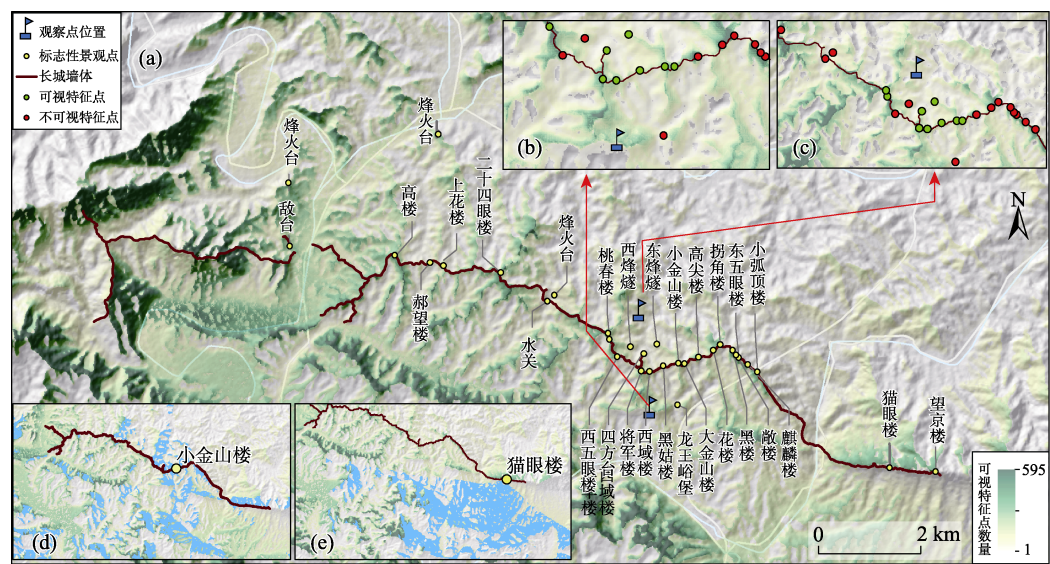 观察点位置
标志性景观点
长城墙体
可视特征点
不可视特征点
(a)
(b)
(c)
烽火台
烽火台
敌台
高楼
上花楼
二十四眼楼
烽火台
郝望楼
水关
桃春楼
西烽燧
东烽燧
小金山楼
高尖楼
拐角楼
东五眼楼
小弧顶楼
N
西五眼楼
四方台
将军楼
西域楼
黑姑楼
龙王峪堡
大金山楼
花楼
黑楼
敞楼
麒麟楼
猫眼楼
望京楼
小金山楼
(d)
猫眼楼
(e)
可视特征点数量
595
1
0
2 km